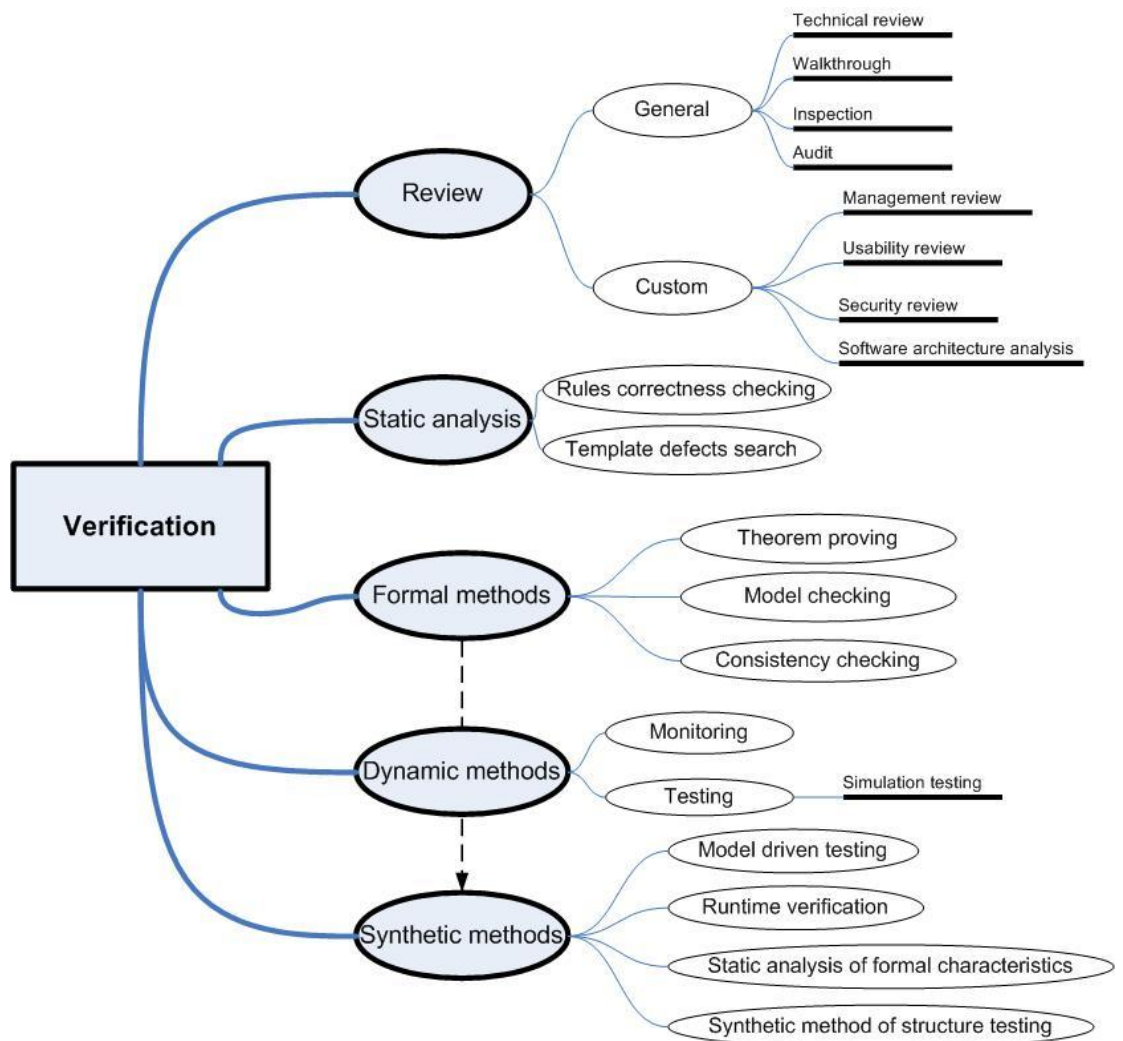 Technical review
Walkthrough
General
Inspection
Audit
Review
Management review
Usability review
Custom
Security review
Software architecture analysis
Rules correctness checking
Static analysis
Template defects search
Verification
Theorem proving
Formal methods
Model checking
Consistency checking
Monitoring
Dynamic methods
Testing
Simulation testing
Model driven testing
Runtime verification
Synthetic methods
Static analysis of formal characteristics
Synthetic method of structure testing